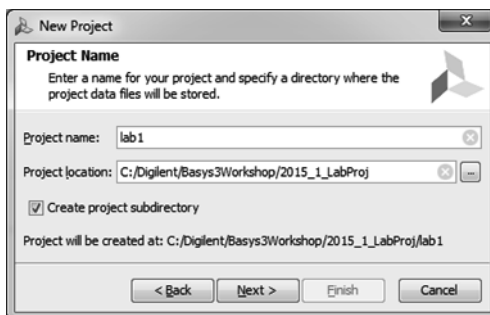 New Project
Project Name
Enter a name for your project and specify a directory where the
project data files will be stored.
Project name: lab1
Project location: C:/Digilent/Basys3Workshop/2015_1_LabProj ...
Create project subdirectory
Project will be created at: C:/Digilent/Basys3Workshop/2015_1_LabProj/lab1
< Back Next > Finish Cancel